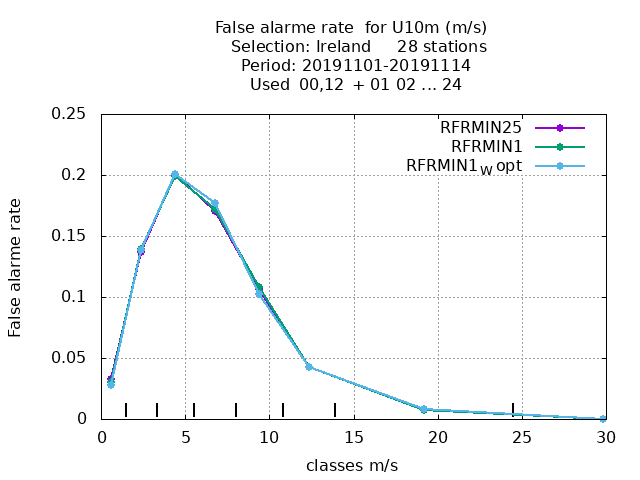 False alarme rate  for U10m (m/s)
Selection: Ireland     28 stations
Period: 20191101-20191114
Used  00,12  + 01 02 ... 24
0.25
RFRMIN25
RFRMIN1
RFRMIN1W opt
0.2
0.15
0.1
0.05
0
False alarme rate
0 5 10 15 20 25 30
classes m/s